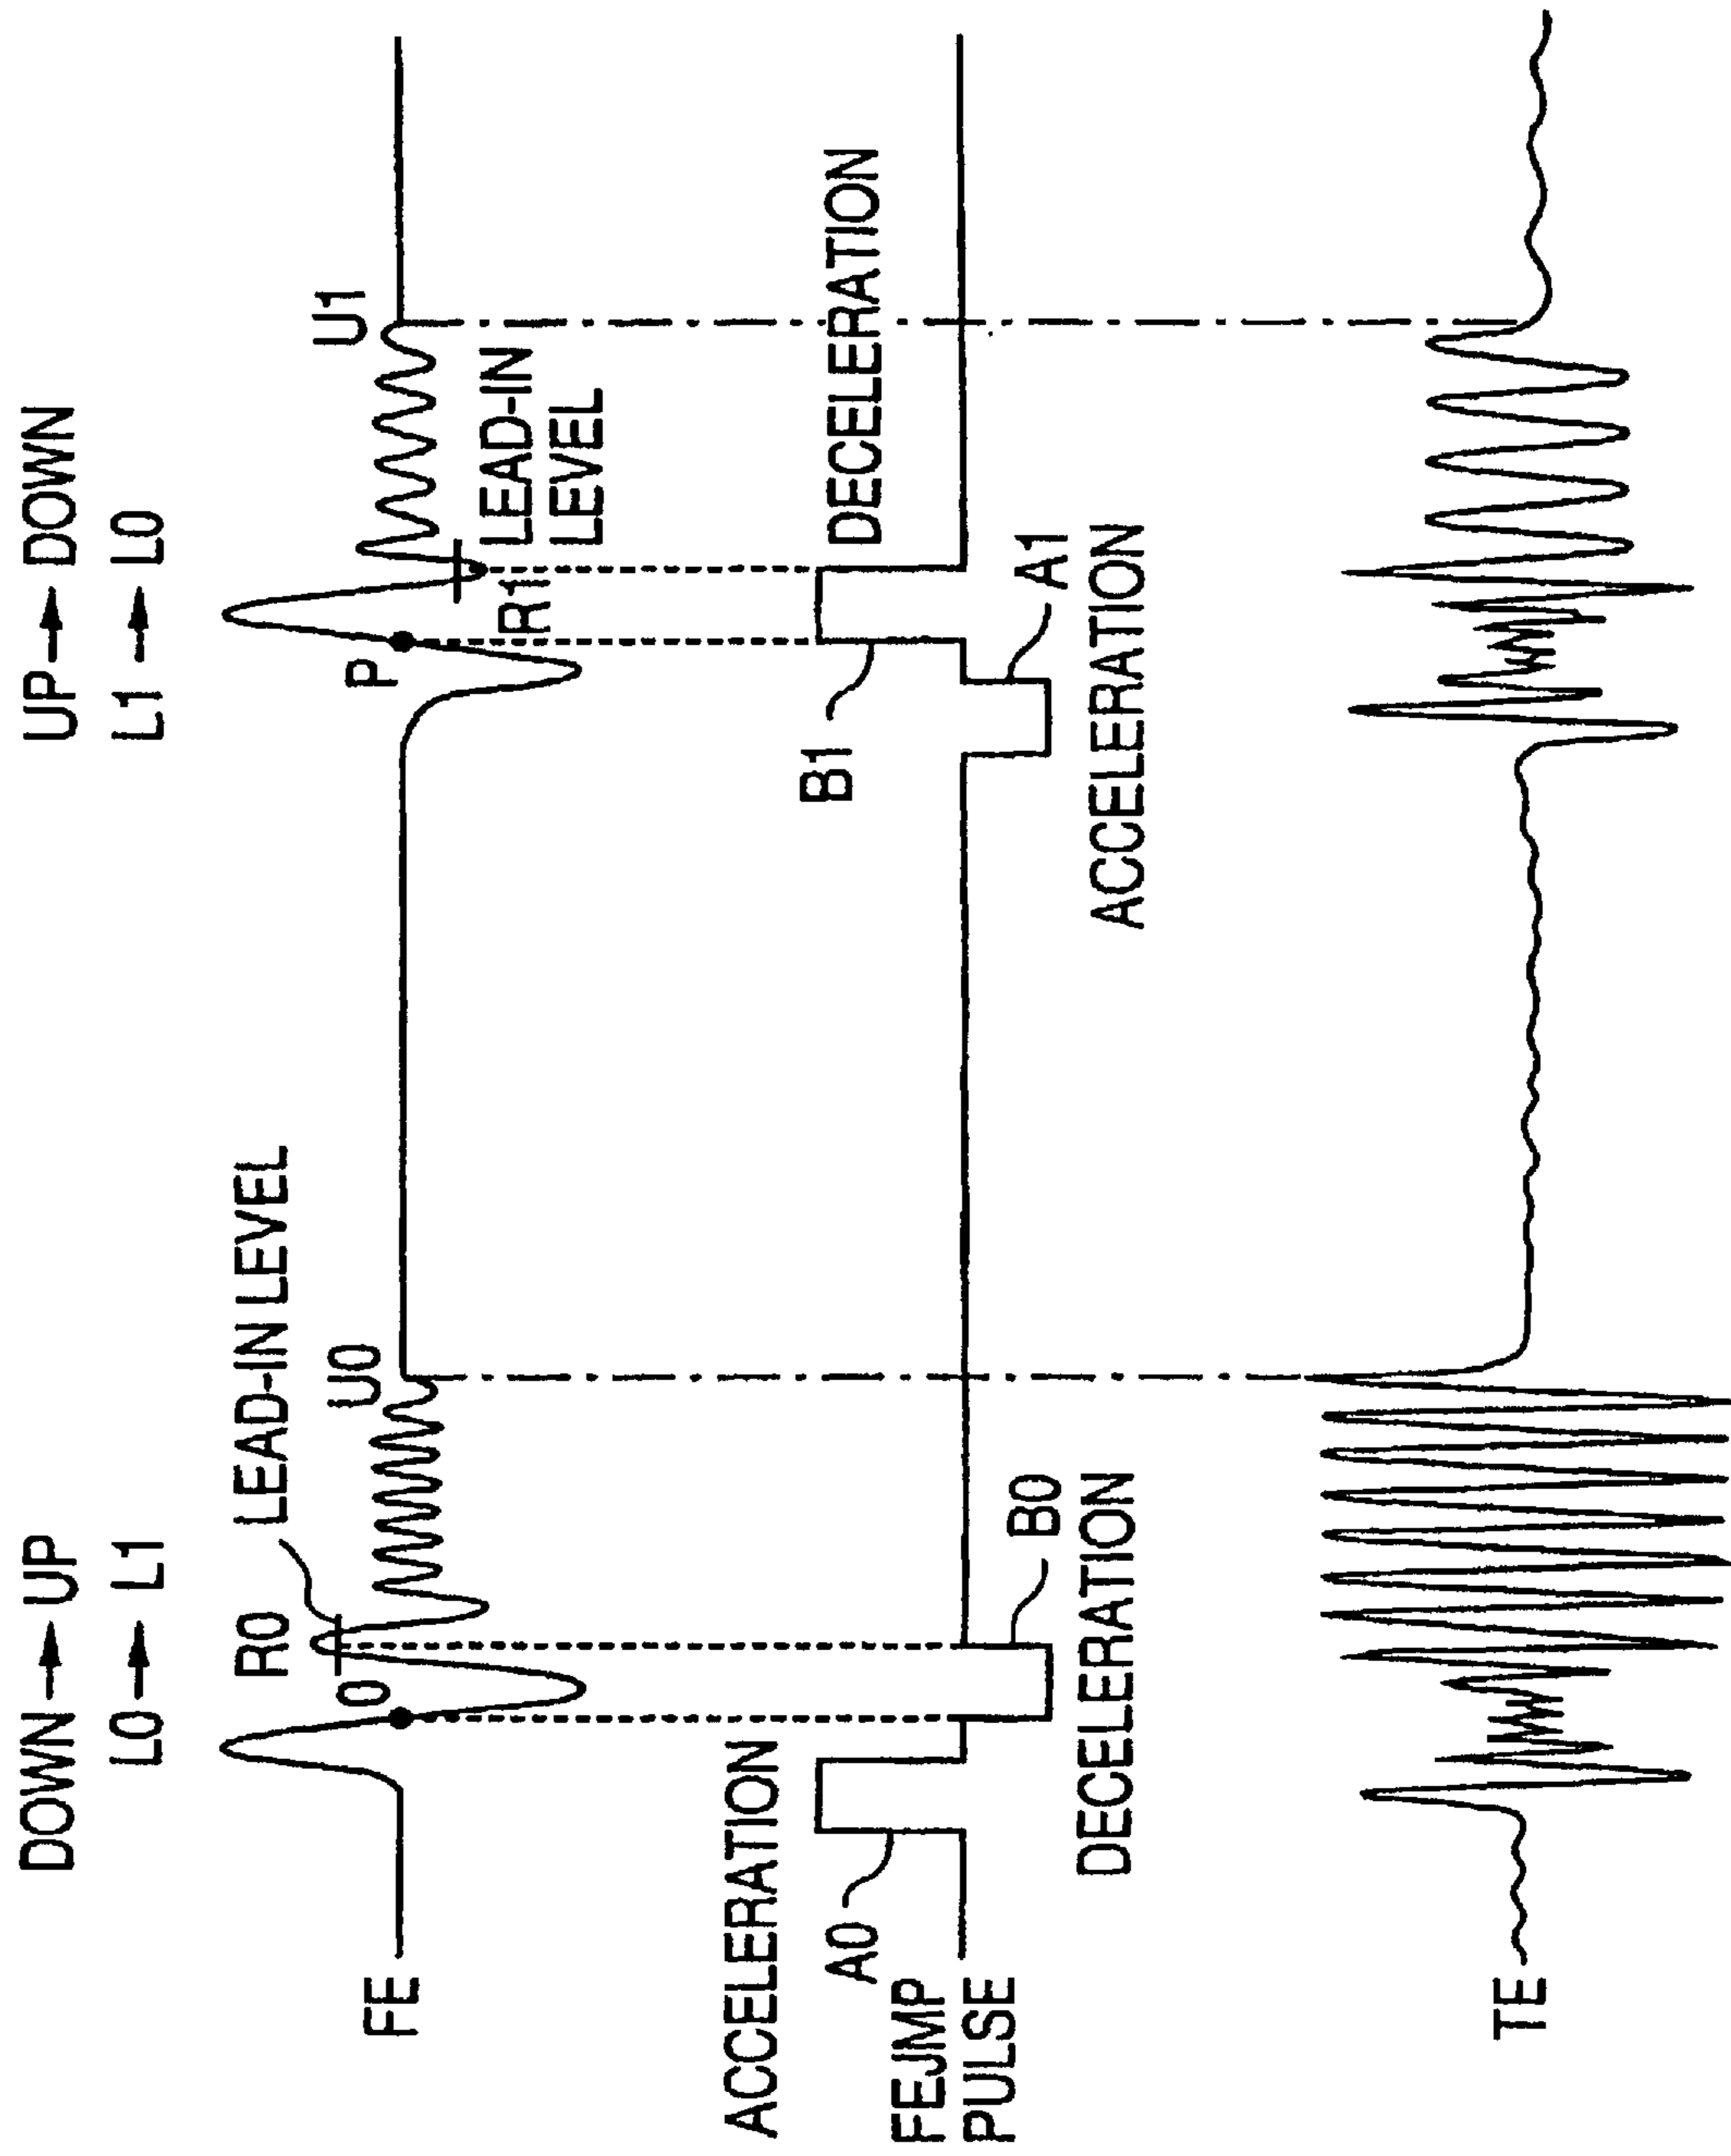 DOWN → UP
L0 → L1
UP → DOWN
L1 → L0
LEAD-IN LEVEL
R0
O
U0
P
R1
LEAD-IN
LEVEL
U1
FE
ACCELERATION
A0
FEJMP
PULSE
B0
DECELERATION
B1
DECELERATION
A1
ACCELERATION
TE